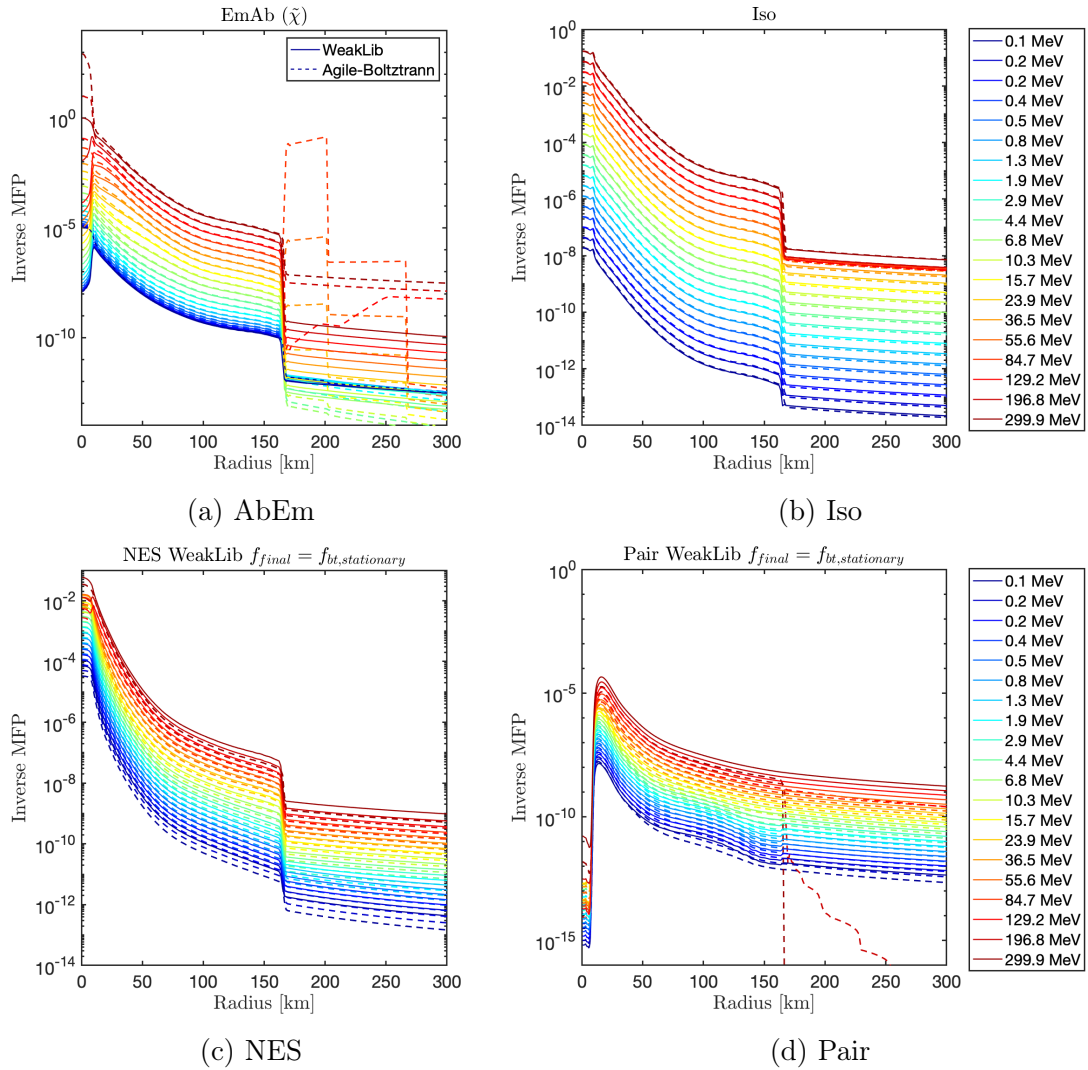 EmAb (χ̃)
WeakLib
Agile-Boltztrann
Inverse MFP
10^0
10^-5
10^-10
0 50 100 150 200 250 300
Radius [km]
(a) AbEm
Iso
Inverse MFP
10^0
10^-2
10^-4
10^-6
10^-8
10^-10
10^-12
10^-14
0 50 100 150 200 250 300
Radius [km]
(b) Iso
0.1 MeV
0.2 MeV
0.2 MeV
0.4 MeV
0.5 MeV
0.8 MeV
1.3 MeV
1.9 MeV
2.9 MeV
4.4 MeV
6.8 MeV
10.3 MeV
15.7 MeV
23.9 MeV
36.5 MeV
55.6 MeV
84.7 MeV
129.2 MeV
196.8 MeV
299.9 MeV
NES WeakLib f_final = f_bt,stationary
Inverse MFP
10^-2
10^-4
10^-6
10^-8
10^-10
10^-12
10^-14
0 50 100 150 200 250 300
Radius [km]
(c) NES
Pair WeakLib f_final = f_bt,stationary
Inverse MFP
10^0
10^-5
10^-10
10^-15
0 50 100 150 200 250 300
Radius [km]
(d) Pair
0.1 MeV
0.2 MeV
0.2 MeV
0.4 MeV
0.5 MeV
0.8 MeV
1.3 MeV
1.9 MeV
2.9 MeV
4.4 MeV
6.8 MeV
10.3 MeV
15.7 MeV
23.9 MeV
36.5 MeV
55.6 MeV
84.7 MeV
129.2 MeV
196.8 MeV
299.9 MeV